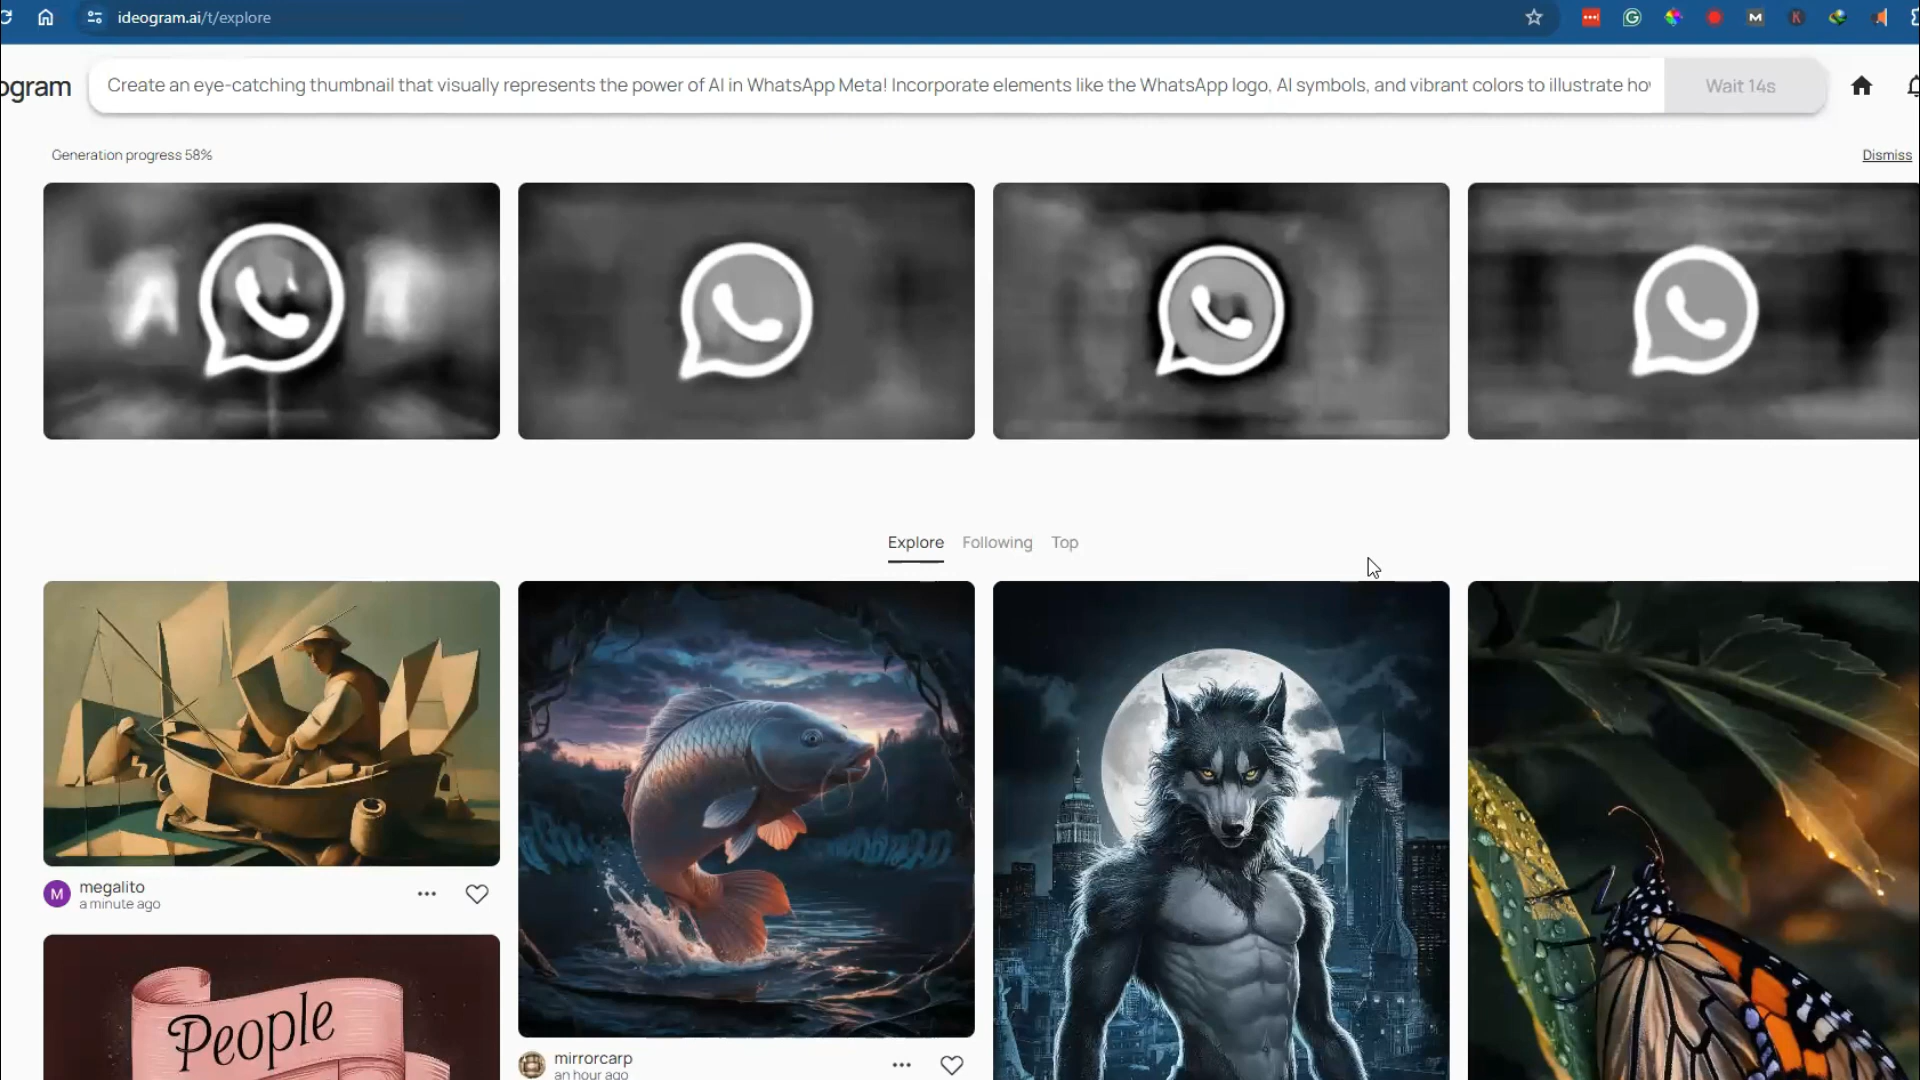 ideogram.ai/t/explore
ogram
Create an eye-catching thumbnail that visually represents the power of AI in WhatsApp Meta! Incorporate elements like the WhatsApp logo, AI symbols, and vibrant colors to illustrate ho
Wait 14s
Generation progress 58%
Dismiss
Explore Following Top
M
megalito
a minute ago
People
mirrorcarp
an hour ago